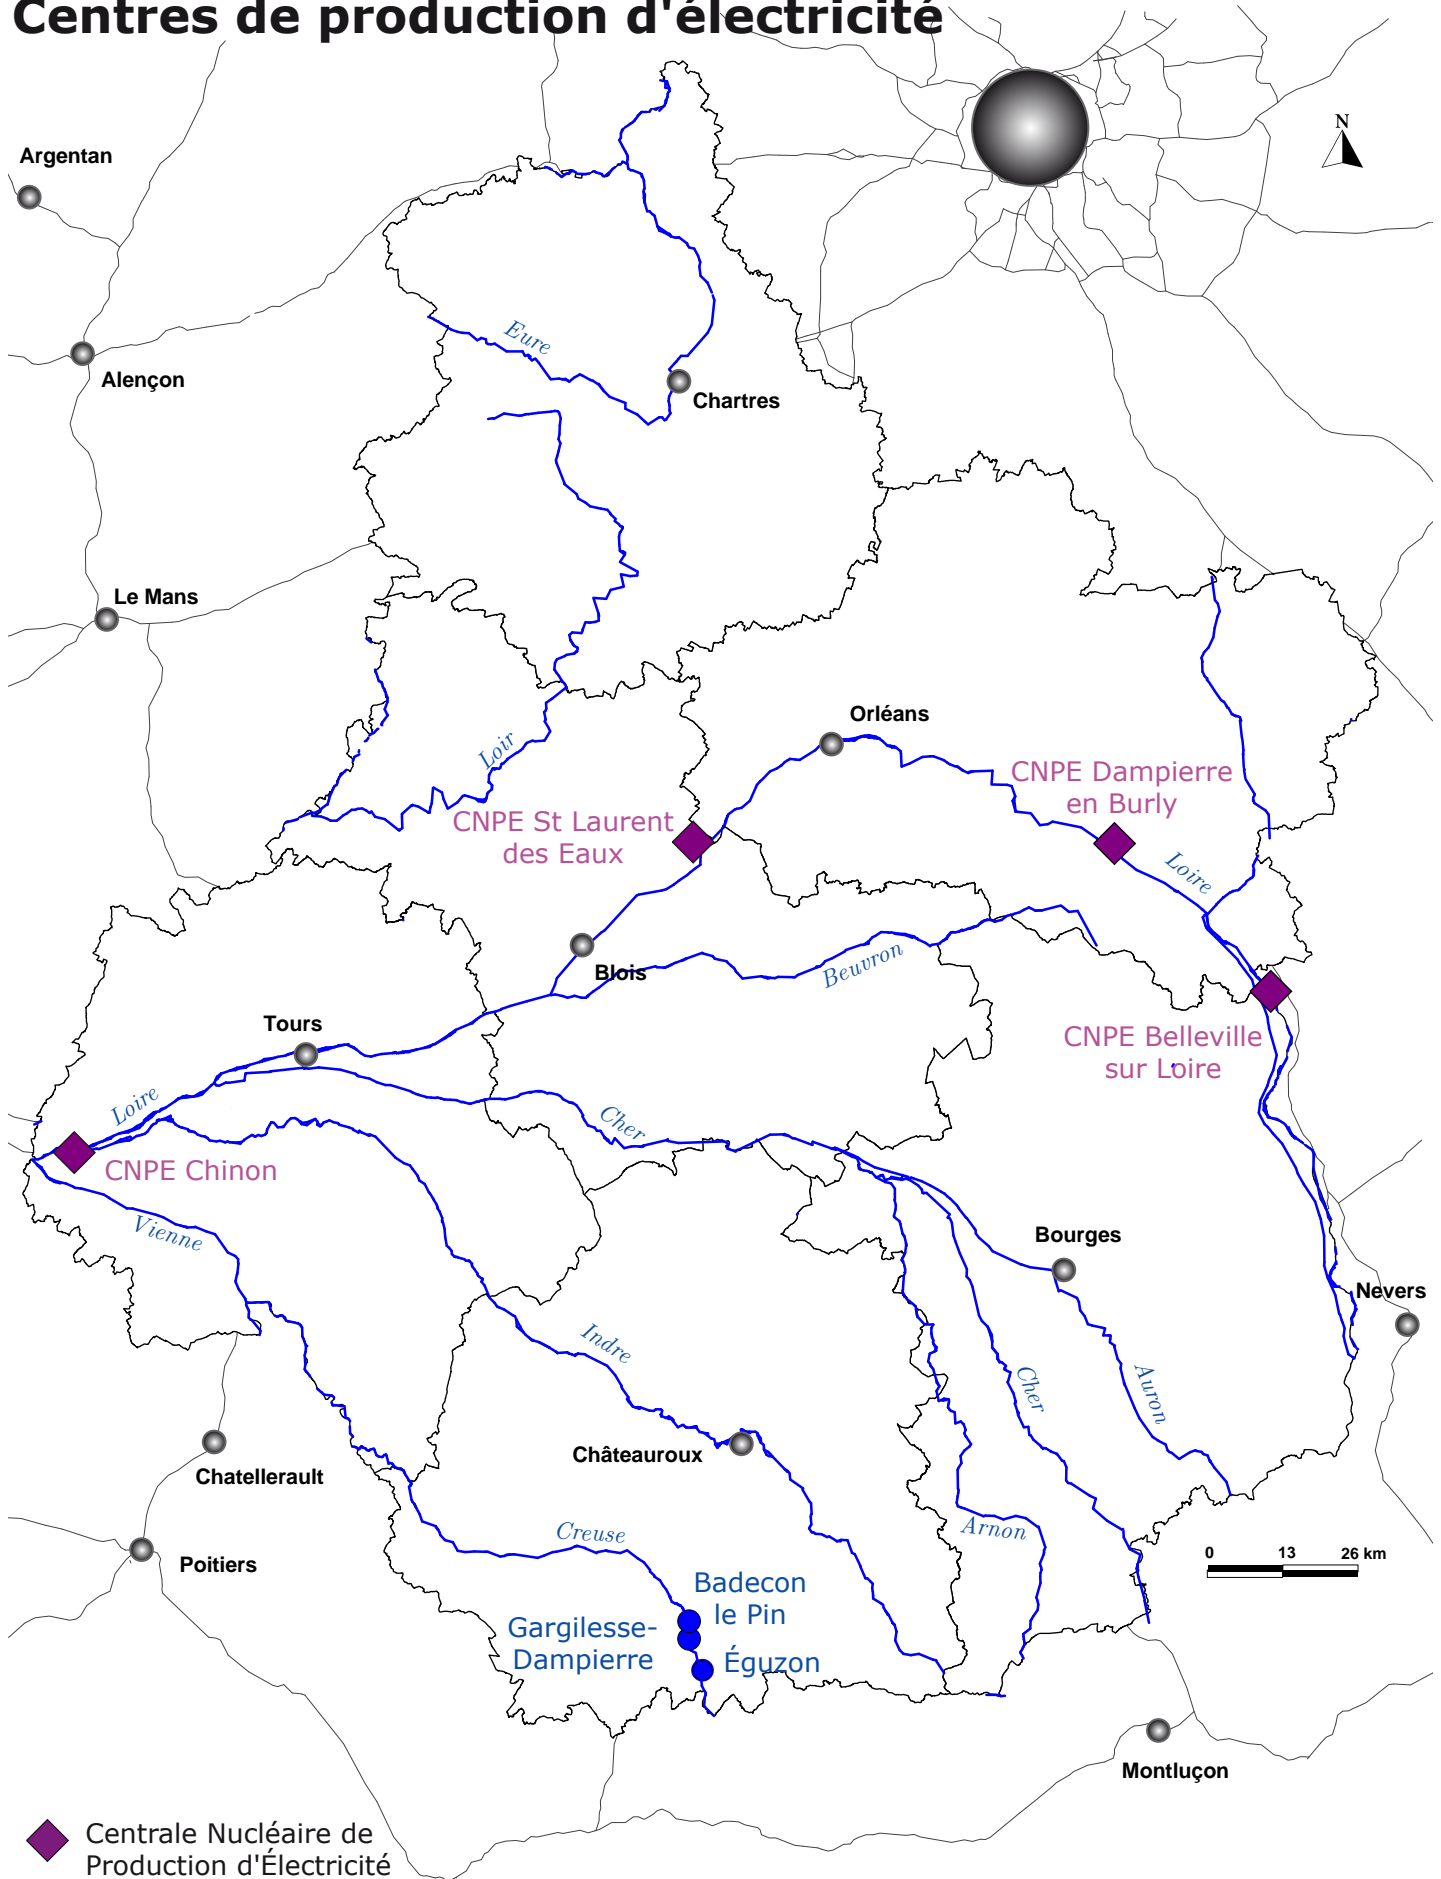 Centres de production d'électricité
N
Argentan
Eure
Alençon
Chartres
Le Mans
Orléans
Loir
CNPE Dampierre
en Burly
CNPE St Laurent
des Eaux
Loire
Blois
Beuvron
Tours
CNPE Belleville
sur Loire
Loire
Cher
CNPE Chinon
Vienne
Bourges
Nevers
Indre
Cher
Auron
Châteauroux
Chatellerault
Creuse
Arnon
Poitiers
0 13 26 km
Badecon
le Pin
Gargilesse-
Dampierre
Éguzon
Montluçon
Centrale Nucléaire de
Production d'Électricité